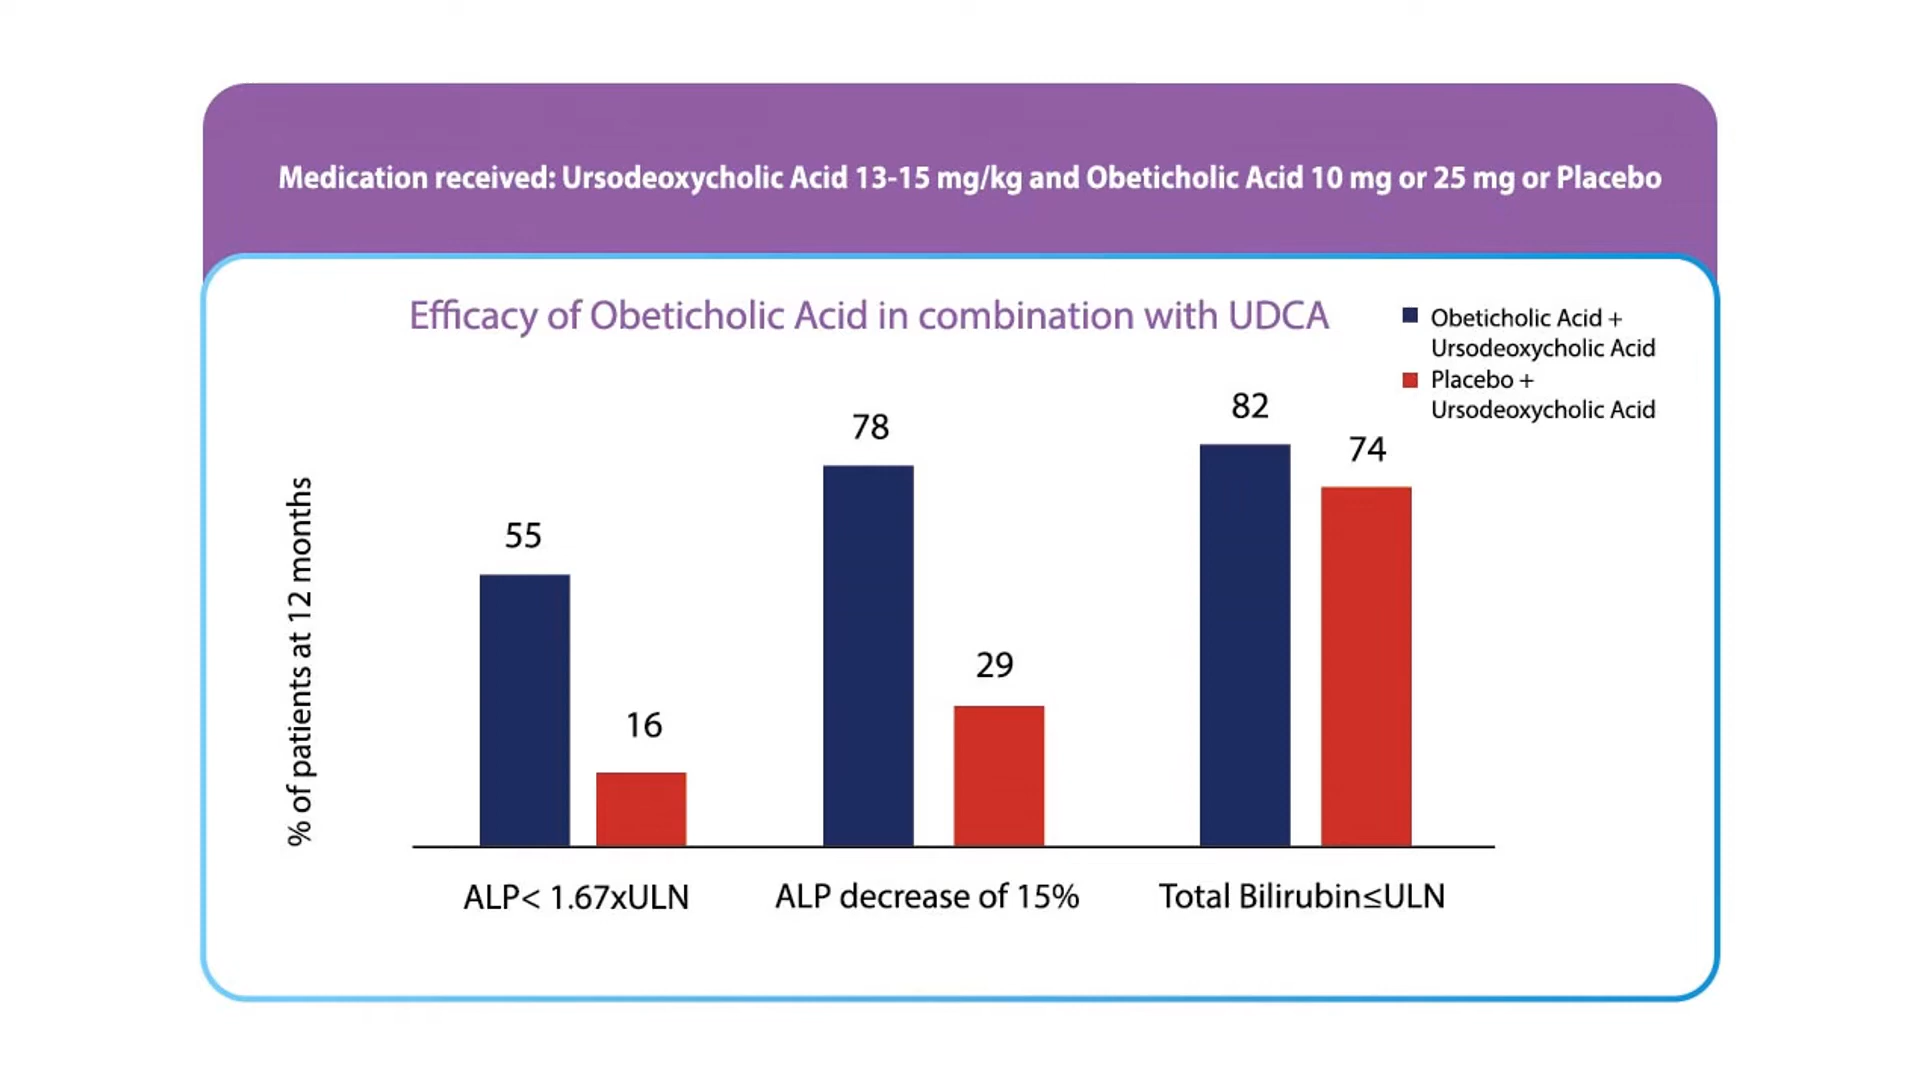 Medication received: Ursodeoxycholic Acid 13-15 mg/kg and Obeticholic Acid 10 mg or 25 mg or Placebo
Efficacy of Obeticholic Acid in combination with UDCA
Obeticholic Acid +
Ursodeoxycholic Acid
Placebo +
Ursodeoxycholic Acid
% of patients at 12 months
55
16
78
29
82
74
ALP< 1.67xULN
ALP decrease of 15%
Total Bilirubin≤ULN